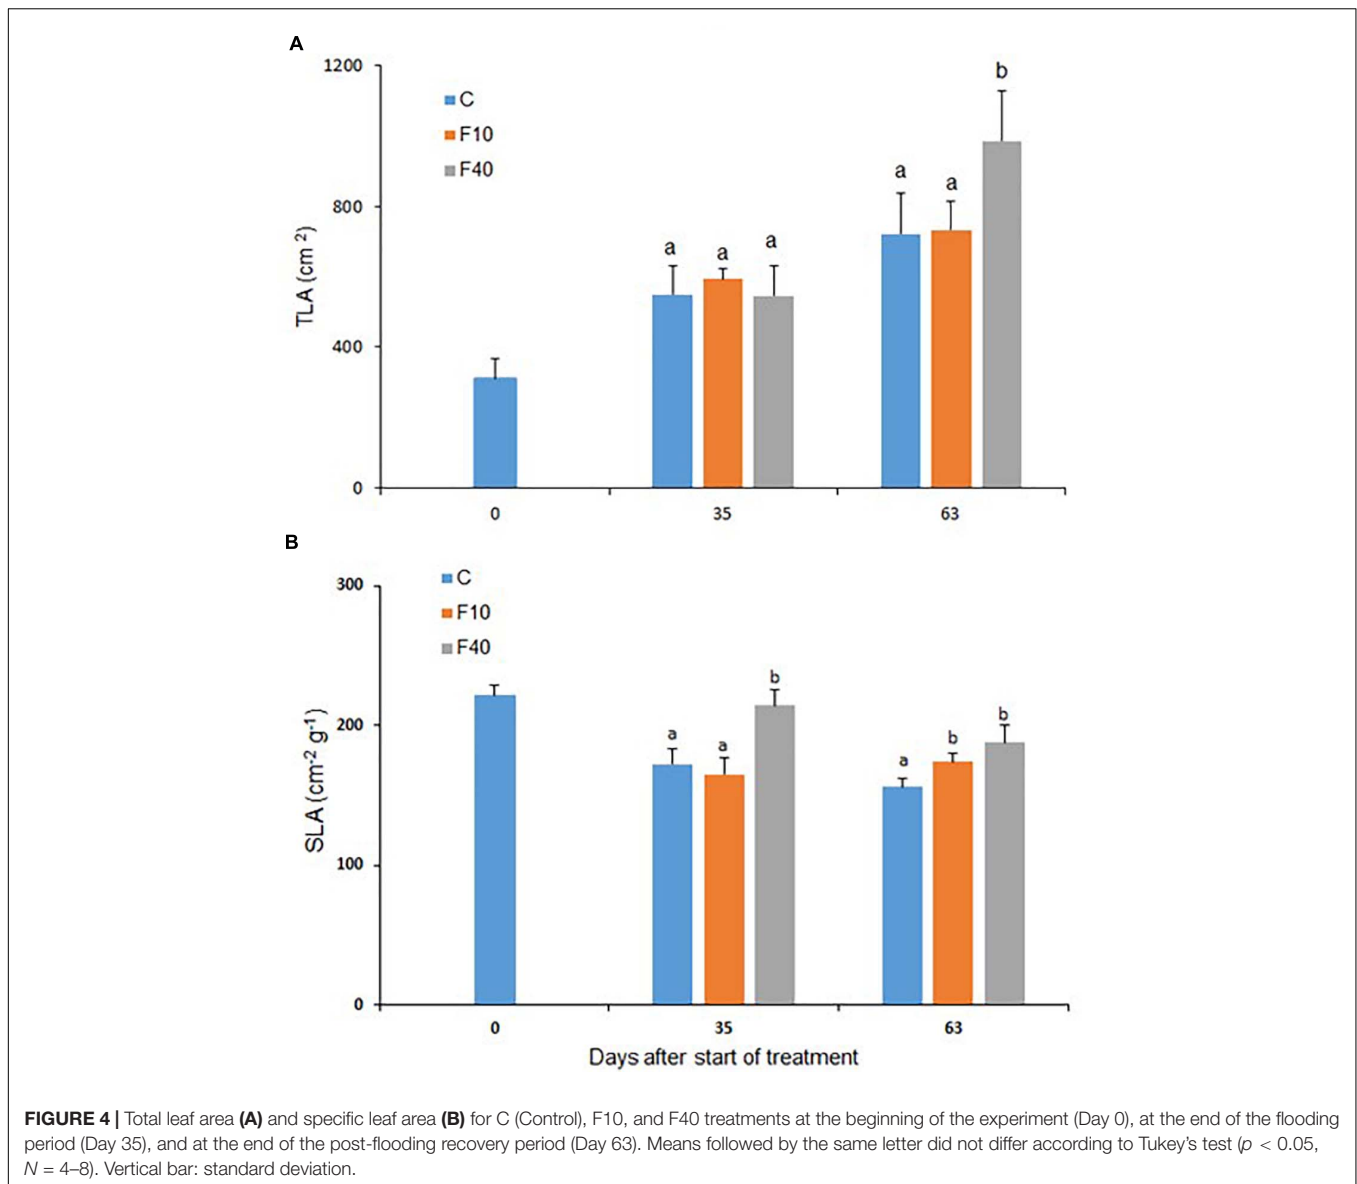 A
1200
C
F10
F40
800
400
0
TLA (cm 2)
a a a
a a b
0 35 63
B
300
C
F10
F40
200
100
0
SLA (cm-2 g-1)
a a b
a b b
0 35 63
Days after start of treatment
FIGURE 4 | Total leaf area (A) and specific leaf area (B) for C (Control), F10, and F40 treatments at the beginning of the experiment (Day 0), at the end of the flooding
period (Day 35), and at the end of the post-flooding recovery period (Day 63). Means followed by the same letter did not differ according to Tukey's test (p < 0.05,
N = 4–8). Vertical bar: standard deviation.